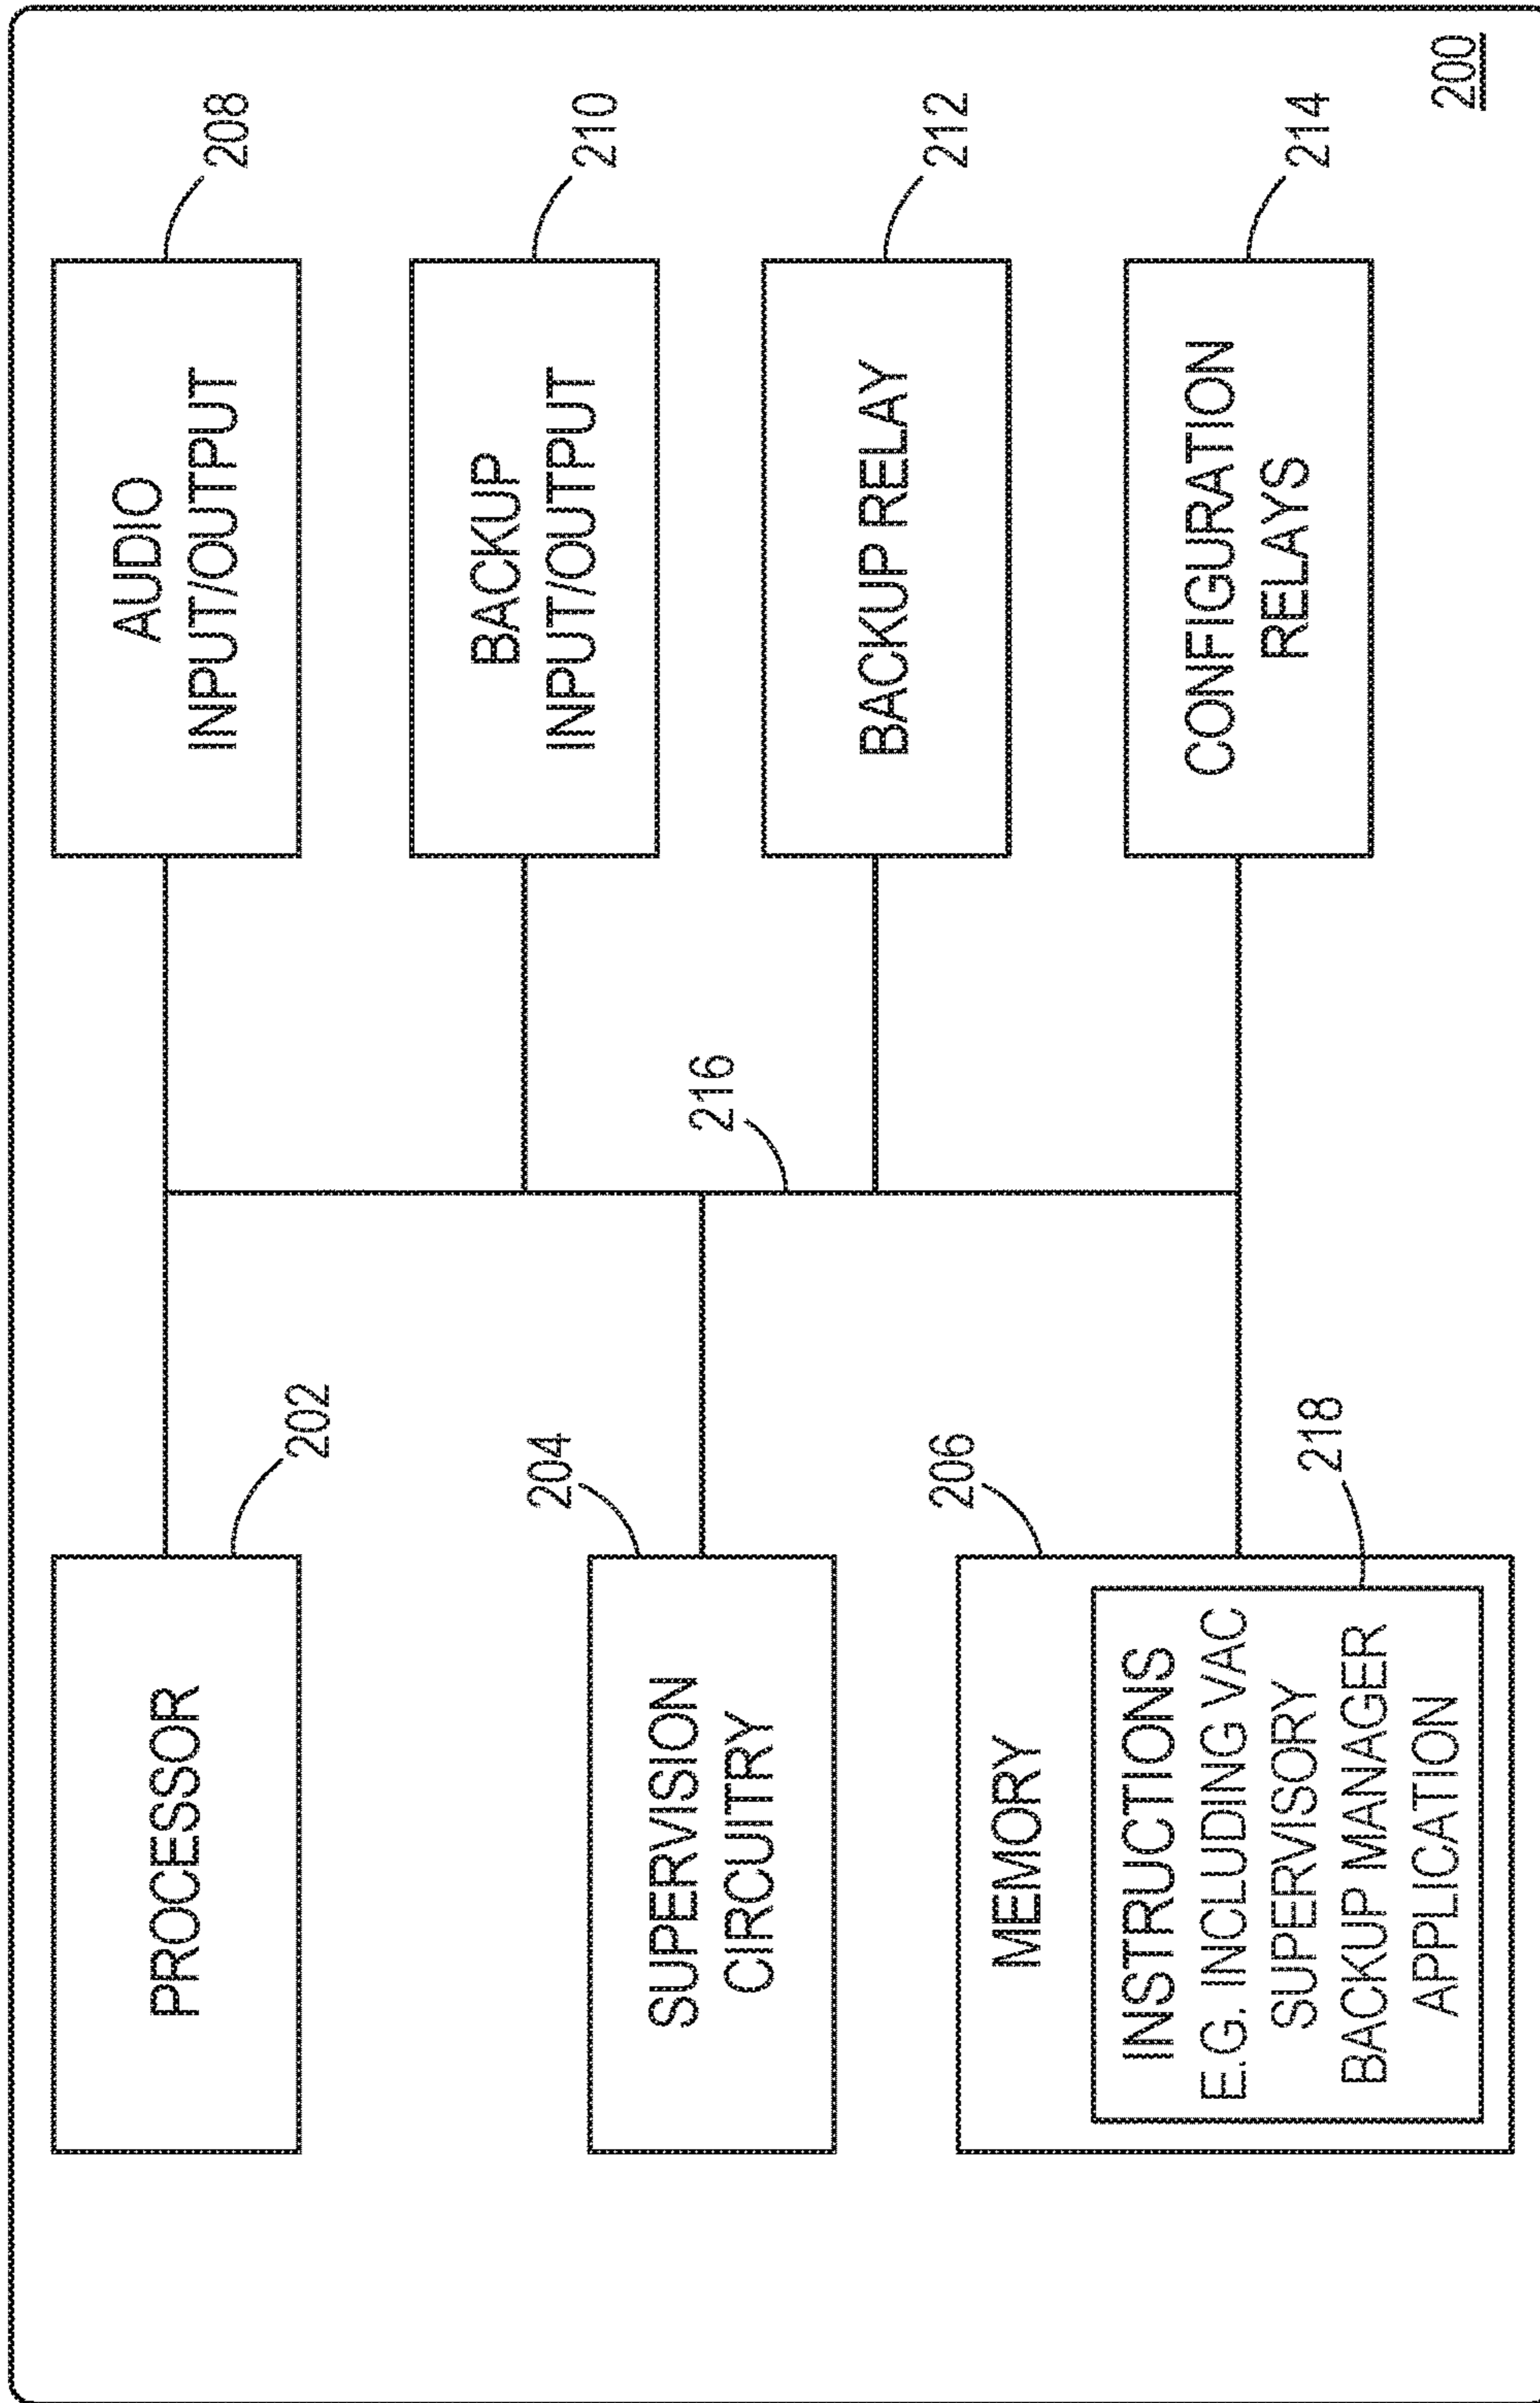 PROCESSOR
202
SUPERVISION
CIRCUITRY
204
MEMORY
206
INSTRUCTIONS
E.G. INCLUDING VAC
SUPERVISORY
BACKUP MANAGER
APPLICATION
218
216
AUDIO
INPUT/OUTPUT
208
BACKUP
INPUT/OUTPUT
210
BACKUP RELAY
212
CONFIGURATION
RELAYS
214
200